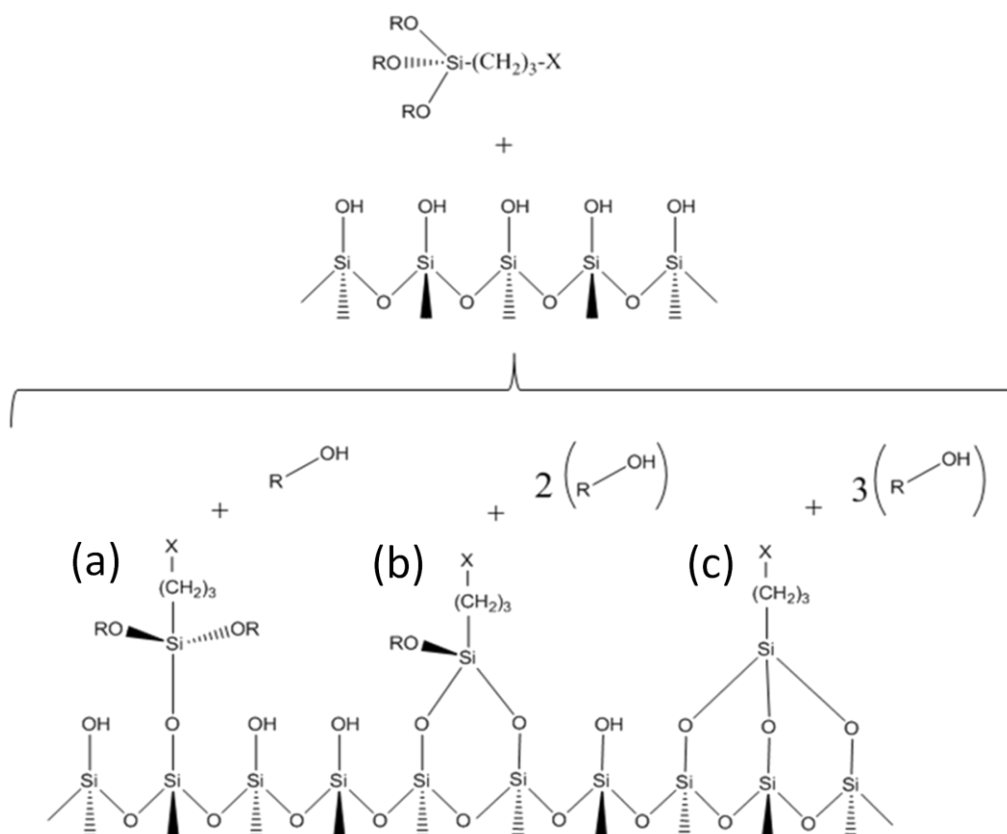 RO
RO Si-(CH₂)₃-X
RO
+
OH OH OH OH OH
Si Si Si Si Si
O O O O
R OH 2 (R OH) 3 (R OH)
+ + +
(a) X (b) X (c) X
(CH₂)₃ (CH₂)₃ (CH₂)₃
RO Si OR RO Si Si
OH O OH OH O O OH O O O
Si Si Si Si Si Si Si Si Si Si
O O O O O O O O O